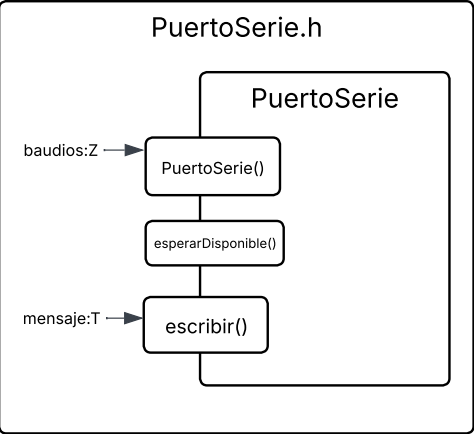 PuertoSerie.h
PuertoSerie
baudios:Z
PuertoSerie()
esperarDisponible()
mensaje:T
escribir()